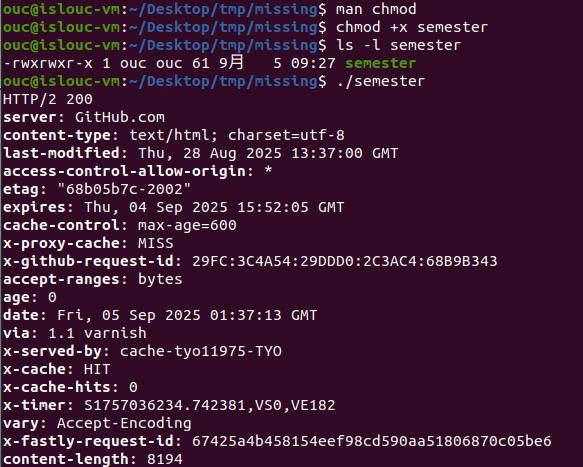 ouc@islouc-vm:~/Desktop/tmp/missing$ man chmod
ouc@islouc-vm:~/Desktop/tmp/missing$ chmod +x semester
ouc@islouc-vm:~/Desktop/tmp/missing$ ls -l semester
-rwxrwxr-x 1 ouc ouc 61 9月   5 09:27 semester
ouc@islouc-vm:~/Desktop/tmp/missing$ ./semester
HTTP/2 200
server: GitHub.com
content-type: text/html; charset=utf-8
last-modified: Thu, 28 Aug 2025 13:37:00 GMT
access-control-allow-origin: *
etag: "68b05b7c-2002"
expires: Thu, 04 Sep 2025 15:52:05 GMT
cache-control: max-age=600
x-proxy-cache: MISS
x-github-request-id: 29FC:3C4A54:29DDD0:2C3AC4:68B9B343
accept-ranges: bytes
age: 0
date: Fri, 05 Sep 2025 01:37:13 GMT
via: 1.1 varnish
x-served-by: cache-tyo11975-TYO
x-cache: HIT
x-cache-hits: 0
x-timer: S1757036234.742381,VS0,VE182
vary: Accept-Encoding
x-fastly-request-id: 67425a4b458154eef98cd590aa51806870c05be6
content-length: 8194